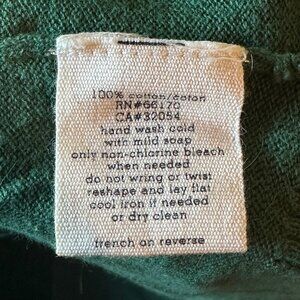 100% cotton/coton
RN#66170
CA#32054
hand wash cold
with mild soap
only non-chlorine bleach
when needed
do not wring or twist
reshape and lay flat
cool iron if needed
or dry clean
french on reverse